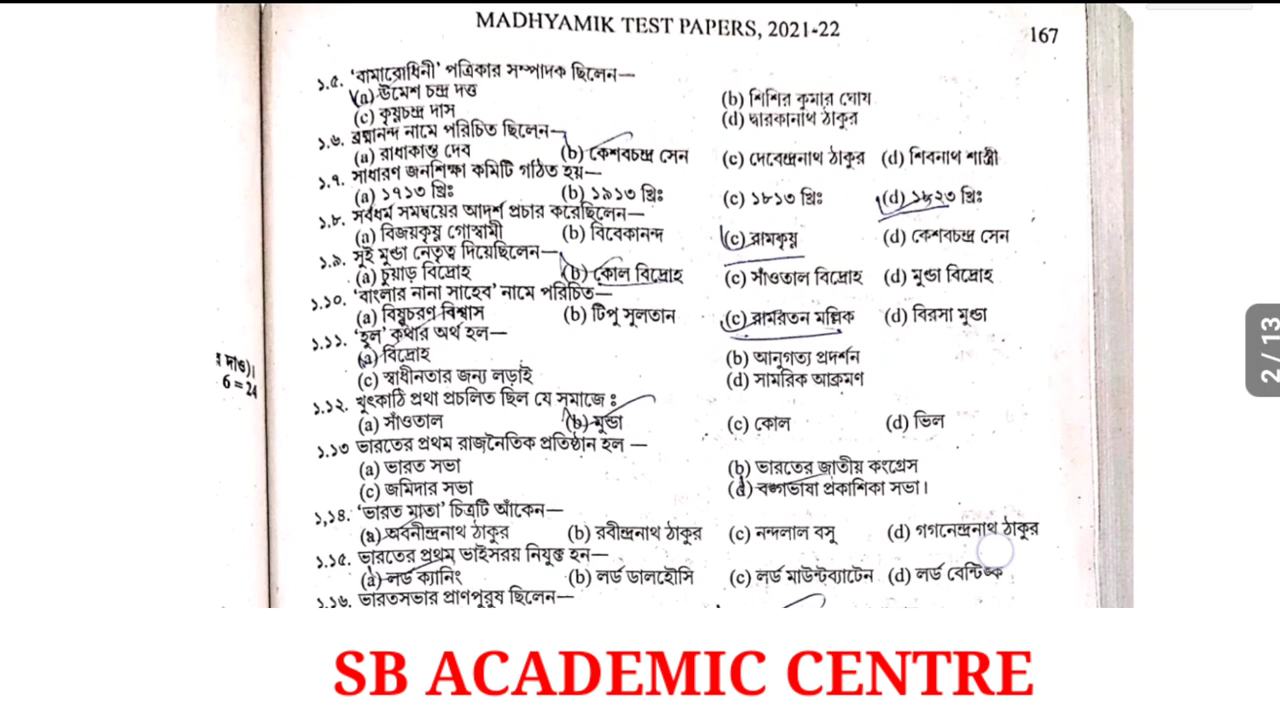 MADHYAMIK TEST PAPERS, 2021-22
167
১.৫. 'বামাবোধিনী' পত্রিকার সম্পাদক ছিলেন—
(a) উমেশ চন্দ্র দত্ত (b) শিশির কুমার ঘোষ
(c) কৃষ্ণচন্দ্র দাস (d) দ্বারকানাথ ঠাকুর
১.৬. ব্রহ্মানন্দ নামে পরিচিত ছিলেন—
(a) রাধাকান্ত দেব (b) কেশবচন্দ্র সেন (c) দেবেন্দ্রনাথ ঠাকুর (d) শিবনাথ শাস্ত্রী
১.৭. সাধারণ জনশিক্ষা কমিটি গঠিত হয়—
(a) ১৭১৩ খ্রিঃ (b) ১৯১৩ খ্রিঃ (c) ১৮১৩ খ্রিঃ (d) ১৮২৩ খ্রিঃ
১.৮. সর্বধর্ম সমন্বয়ের আদর্শ প্রচার করেছিলেন—
(a) বিজয়কৃষ্ণ গোস্বামী (b) বিবেকানন্দ (c) রামকৃষ্ণ (d) কেশবচন্দ্র সেন
১.৯. সুই মুন্ডা নেতৃত্ব দিয়েছিলেন—
(a) চুয়াড় বিদ্রোহ (b) কোল বিদ্রোহ (c) সাঁওতাল বিদ্রোহ (d) মুন্ডা বিদ্রোহ
১.১০. 'বাংলার নানা সাহেব' নামে পরিচিত—
(a) বিষ্ণুচরণ বিশ্বাস (b) টিপু সুলতান (c) রামরতন মল্লিক (d) বিরসা মুন্ডা
১.১১. 'হুল' কথার অর্থ হল—
(a) বিদ্রোহ (b) আনুগত্য প্রদর্শন
(c) স্বাধীনতার জন্য লড়াই (d) সামরিক আক্রমণ
১.১২. খুৎকাঠি প্রথা প্রচলিত ছিল যে সমাজে ঃ
(a) সাঁওতাল (b) মুন্ডা (c) কোল (d) ভিল
১.১৩ ভারতের প্রথম রাজনৈতিক প্রতিষ্ঠান হল —
(a) ভারত সভা (b) ভারতের জাতীয় কংগ্রেস
(c) জমিদার সভা (d) বঙ্গভাষা প্রকাশিকা সভা।
১,১৪. 'ভারত মাতা' চিত্রটি আঁকেন—
(a) অবনীন্দ্রনাথ ঠাকুর (b) রবীন্দ্রনাথ ঠাকুর (c) নন্দলাল বসু (d) গগনেন্দ্রনাথ ঠাকুর
১.১৫. ভারতের প্রথম ভাইসরয় নিযুক্ত হন—
(a) লর্ড ক্যানিং (b) লর্ড ডালহৌসি (c) লর্ড মাউন্টব্যাটেন (d) লর্ড বেন্টিঙ্ক
১.১৬. ভারতসভার প্রাণপুরুষ ছিলেন—
দাও)।
6 = 24
2 / 13
SB ACADEMIC CENTRE